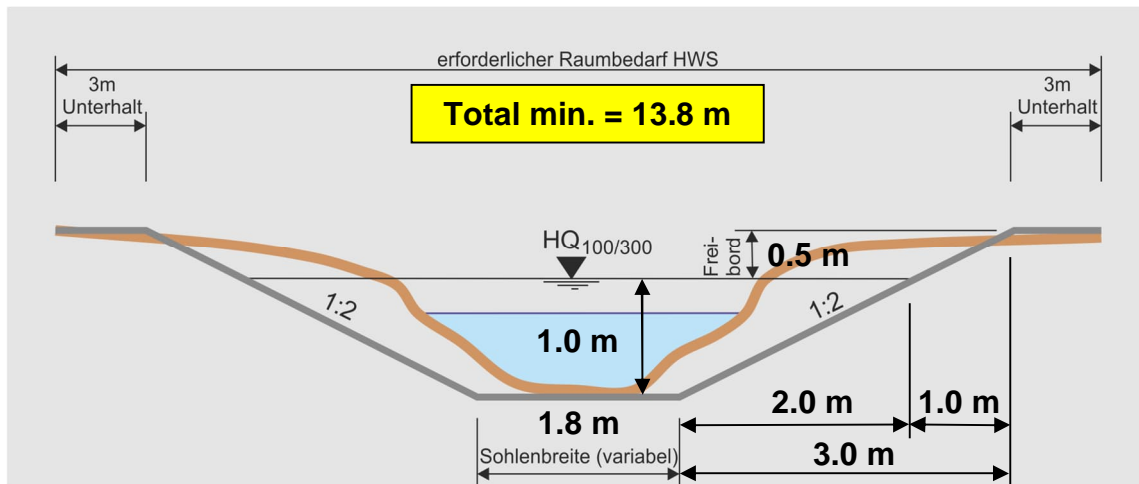 erforderlicher Raumbedarf HWS
3m
Unterhalt
Total min. = 13.8 m
3m
Unterhalt
HQ100/300
Frei-
bord
0.5 m
1:2
1:2
1.0 m
1.8 m
2.0 m
1.0 m
Sohlenbreite (variabel)
3.0 m